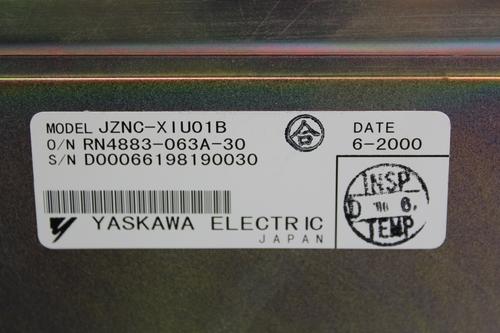 MODEL JZNC-XIU01B
O/N RN4883-063A-30
S/N D00066198190030
合
DATE
6-2000
YASKAWA ELECTRIC
JAPAN
INSP
TEMP